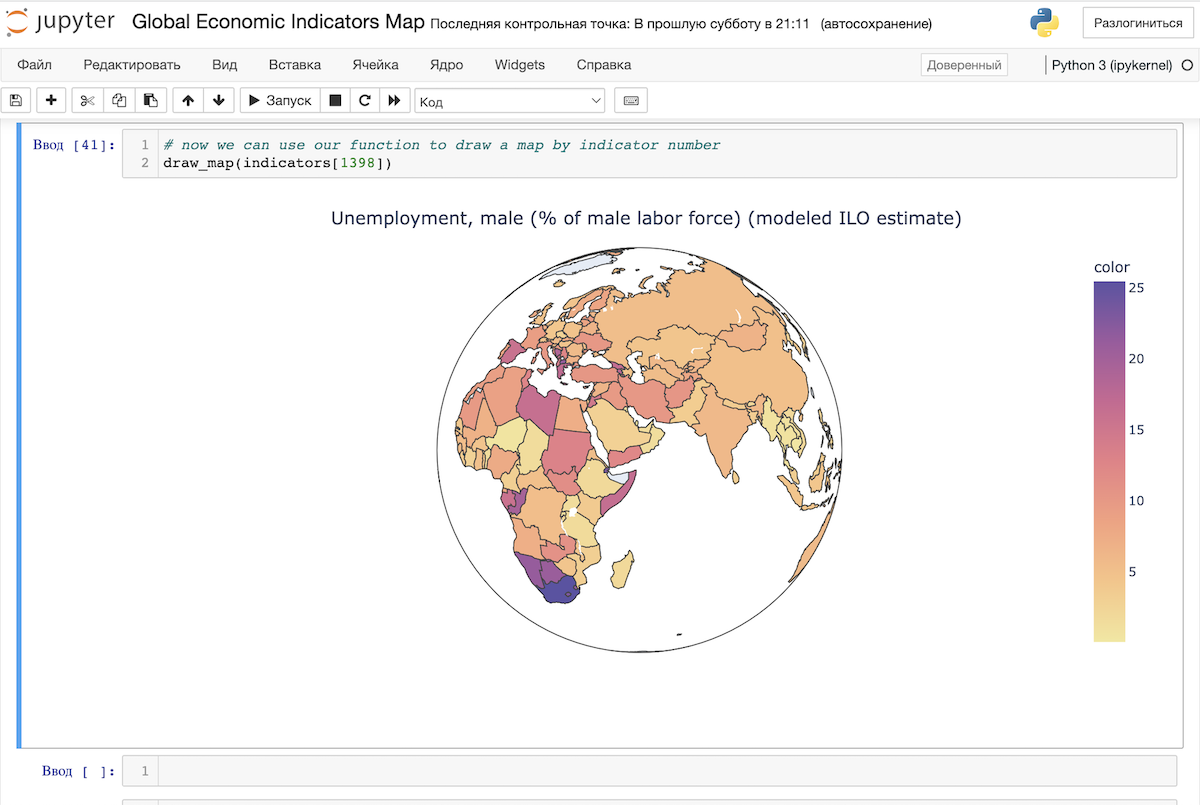 jupyter Global Economic Indicators Map Последняя контрольная точка: В прошлую субботу в 21:11 (автосохранение) Разлогиниться
Файл Редактировать Вид Вставка Ячейка Ядро Widgets Справка Доверенный Python 3 (ipykernel)
Запуск Код
Ввод [41]: 1 # now we can use our function to draw a map by indicator number
2 draw_map(indicators[1398])
Unemployment, male (% of male labor force) (modeled ILO estimate)
color
25
20
15
10
5
Ввод [ ]: 1